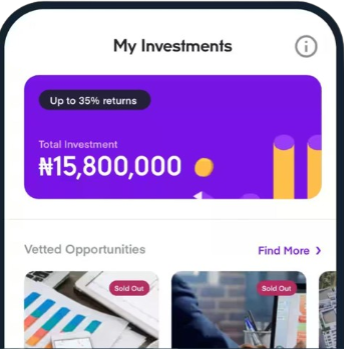 My Investments
Up to 35% returns
Total Investment
₦15,800,000
Vetted Opportunities
Find More
Sold Out
Sold Out